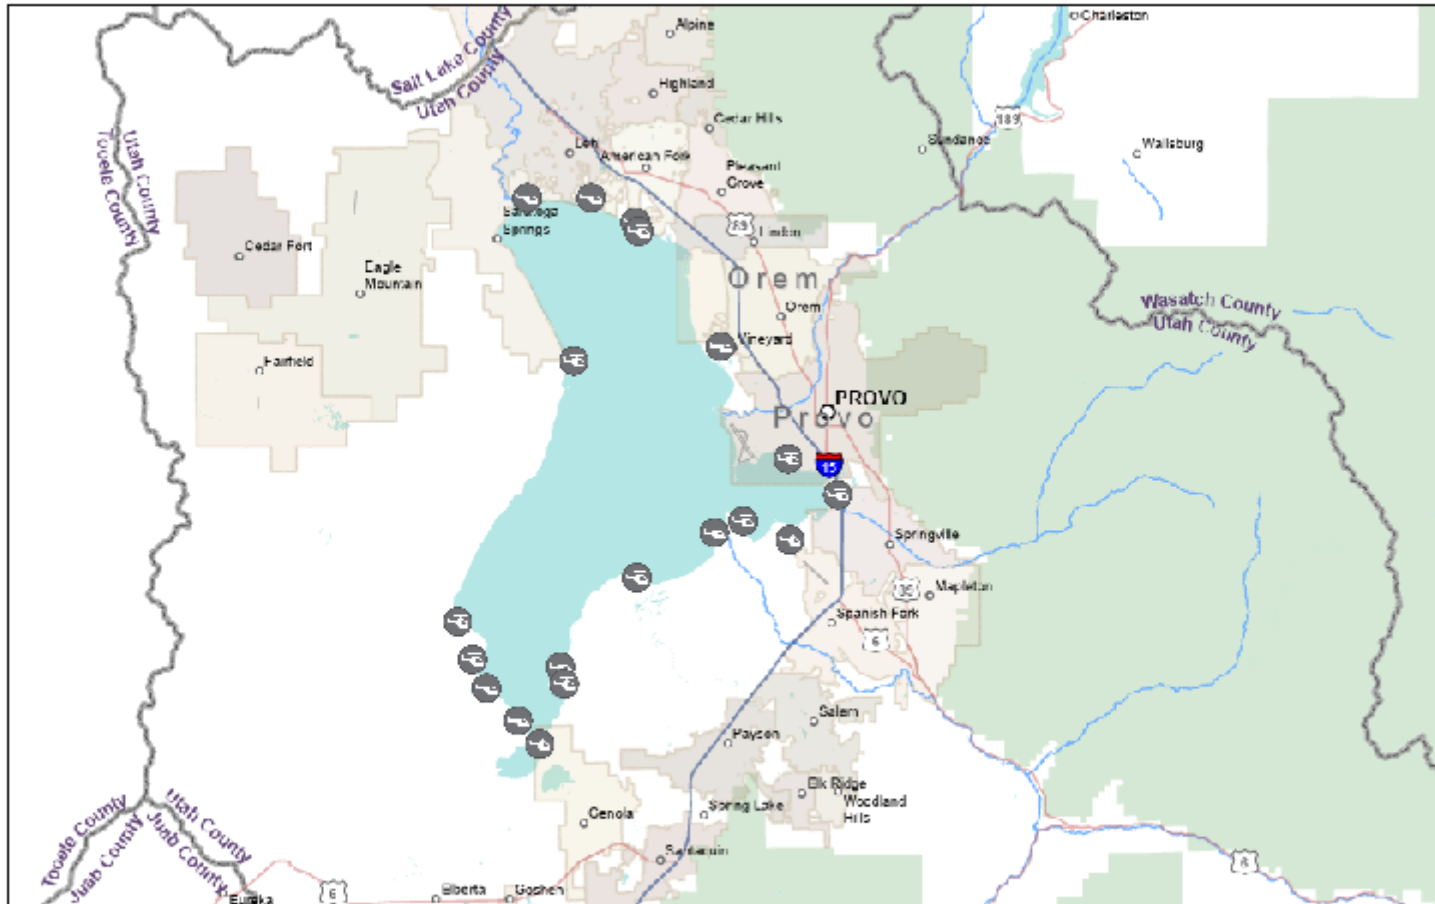 Charleston
Alpine
Salt Lake County
Utah County
Highland
189
Cedar Hills
Utah County
Tooele County
Sundance
Wallsburg
Lehi
American Fork
Pleasant
Grove
Saratoga
Springs
89
Lindon
Cedar Fort
Eagle
Mountain
Orem
Orem
Wasatch County
Utah County
Vineyard
Fairfield
PROVO
Provo
15
Springville
Mapleton
Spanish Fork
6
Salem
Payson
Elk Ridge
Woodland
Hills
Spring Lake
Genola
Santaquin
Tooele County
Juab County
Utah County
Juab County
6
Elberta
Goshen
6
Eureka